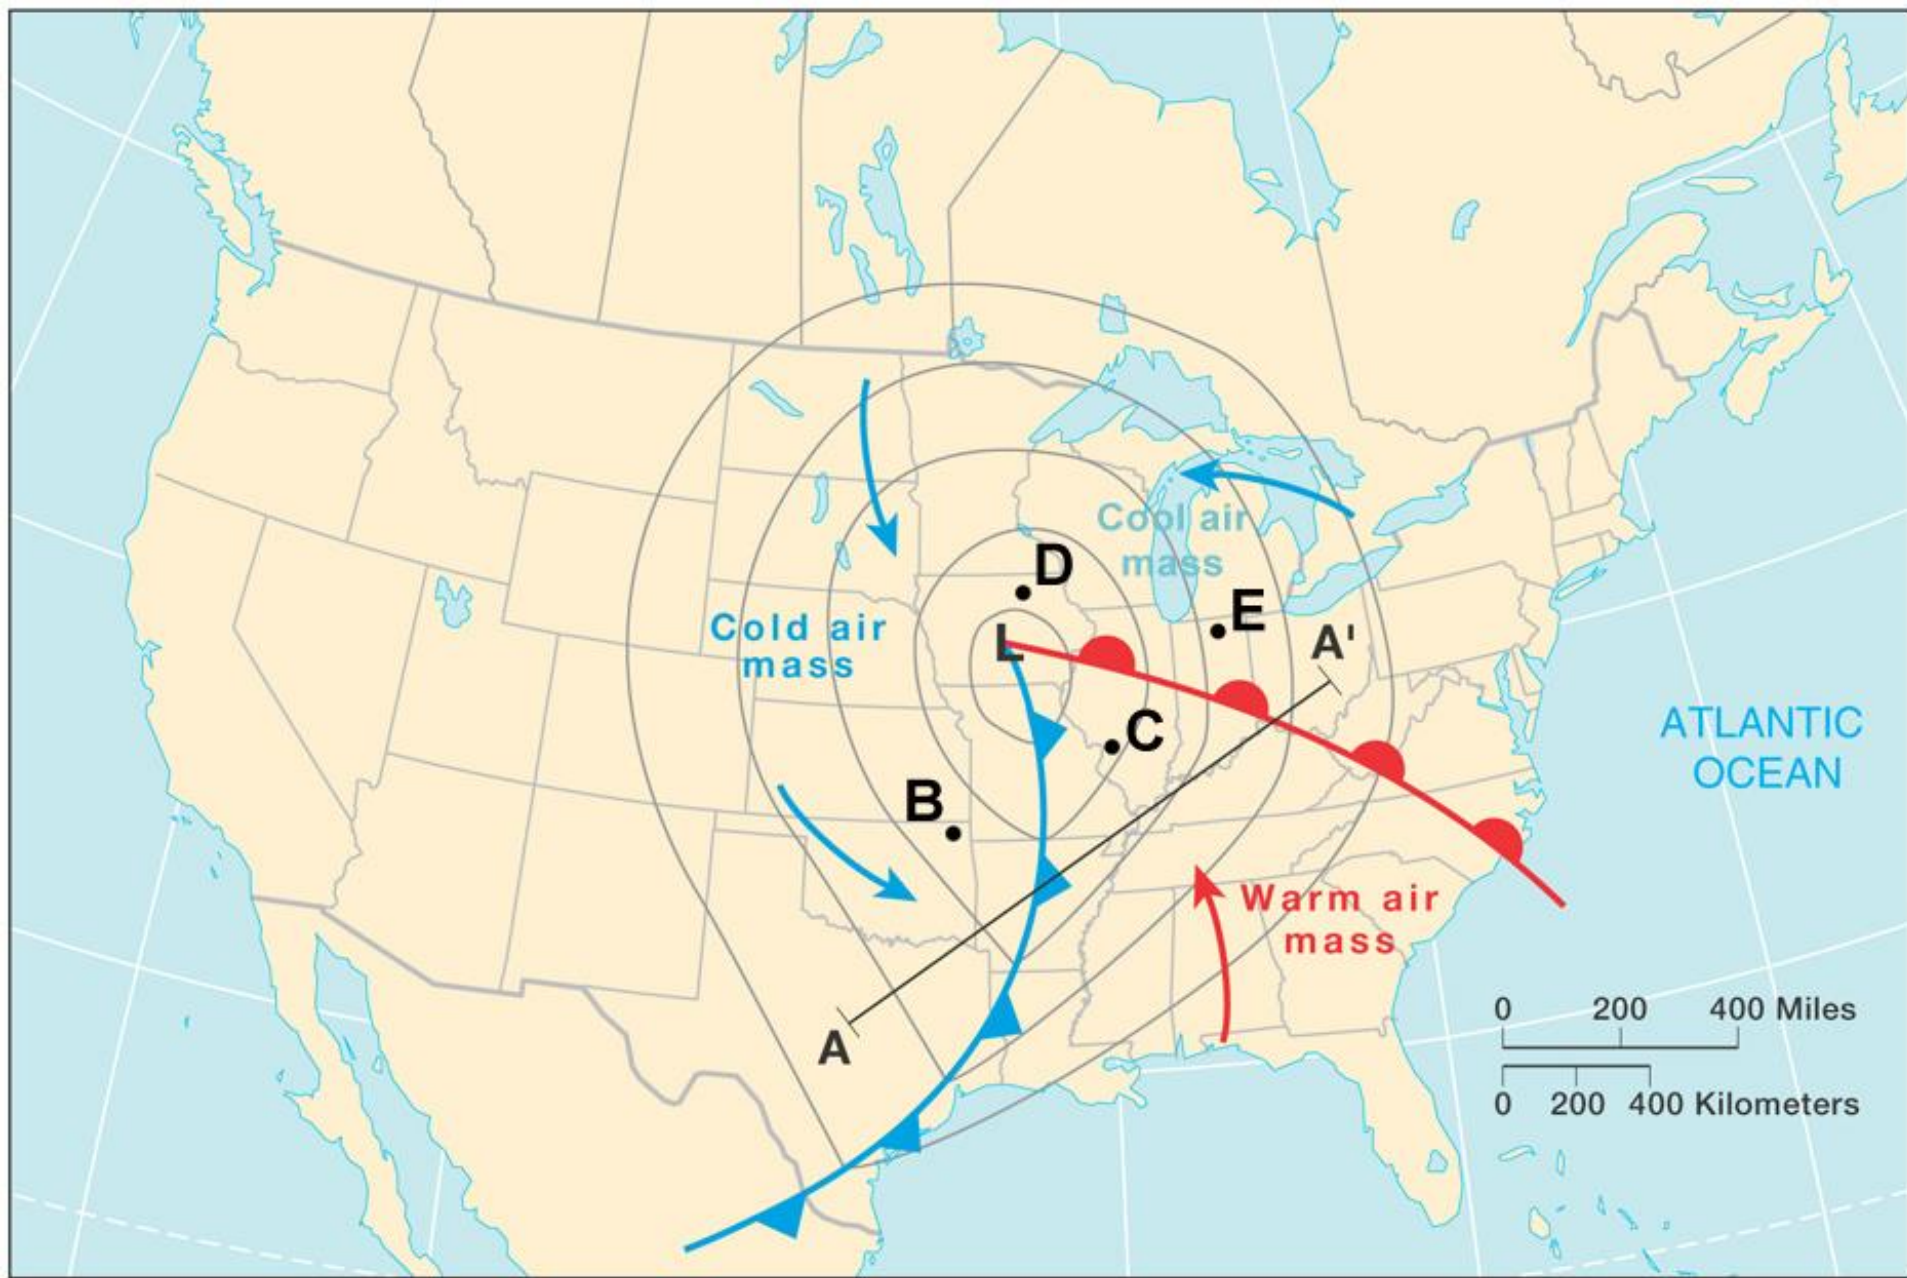 D
Cool air
mass
E
Cold air
mass
L
A'
C
ATLANTIC
OCEAN
B
Warm air
mass
A
0 200 400 Miles
0 200 400 Kilometers